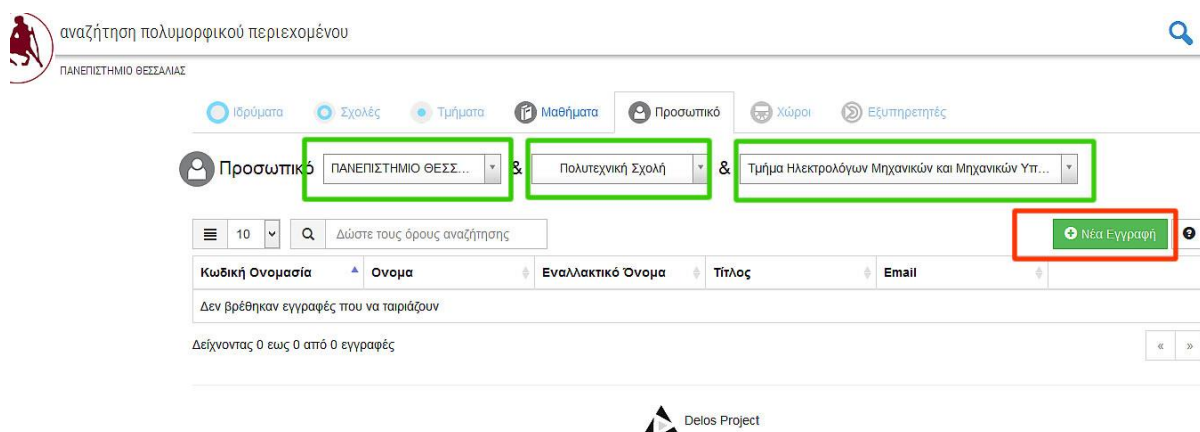 αναζήτηση πολυμορφικού περιεχομένου
ΠΑΝΕΠΙΣΤΗΜΙΟ ΘΕΣΣΑΛΙΑΣ
Ιδρύματα Σχολές Τμήματα Μαθήματα Προσωπικό Χώροι Εξυπηρετητές
Προσωπικό ΠΑΝΕΠΙΣΤΗΜΙΟ ΘΕΣΣ... & Πολυτεχνική Σχολή & Τμήμα Ηλεκτρολόγων Μηχανικών και Μηχανικών Υπ...
10 Δώστε τους όρους αναζήτησης Νέα Εγγραφή
Κωδική Ονομασία Ονομα Εναλλακτικό Όνομα Τίτλος Email
Δεν βρέθηκαν εγγραφές που να ταιριάζουν
Δείχνοντας 0 εως 0 από 0 εγγραφές « »
Delos Project